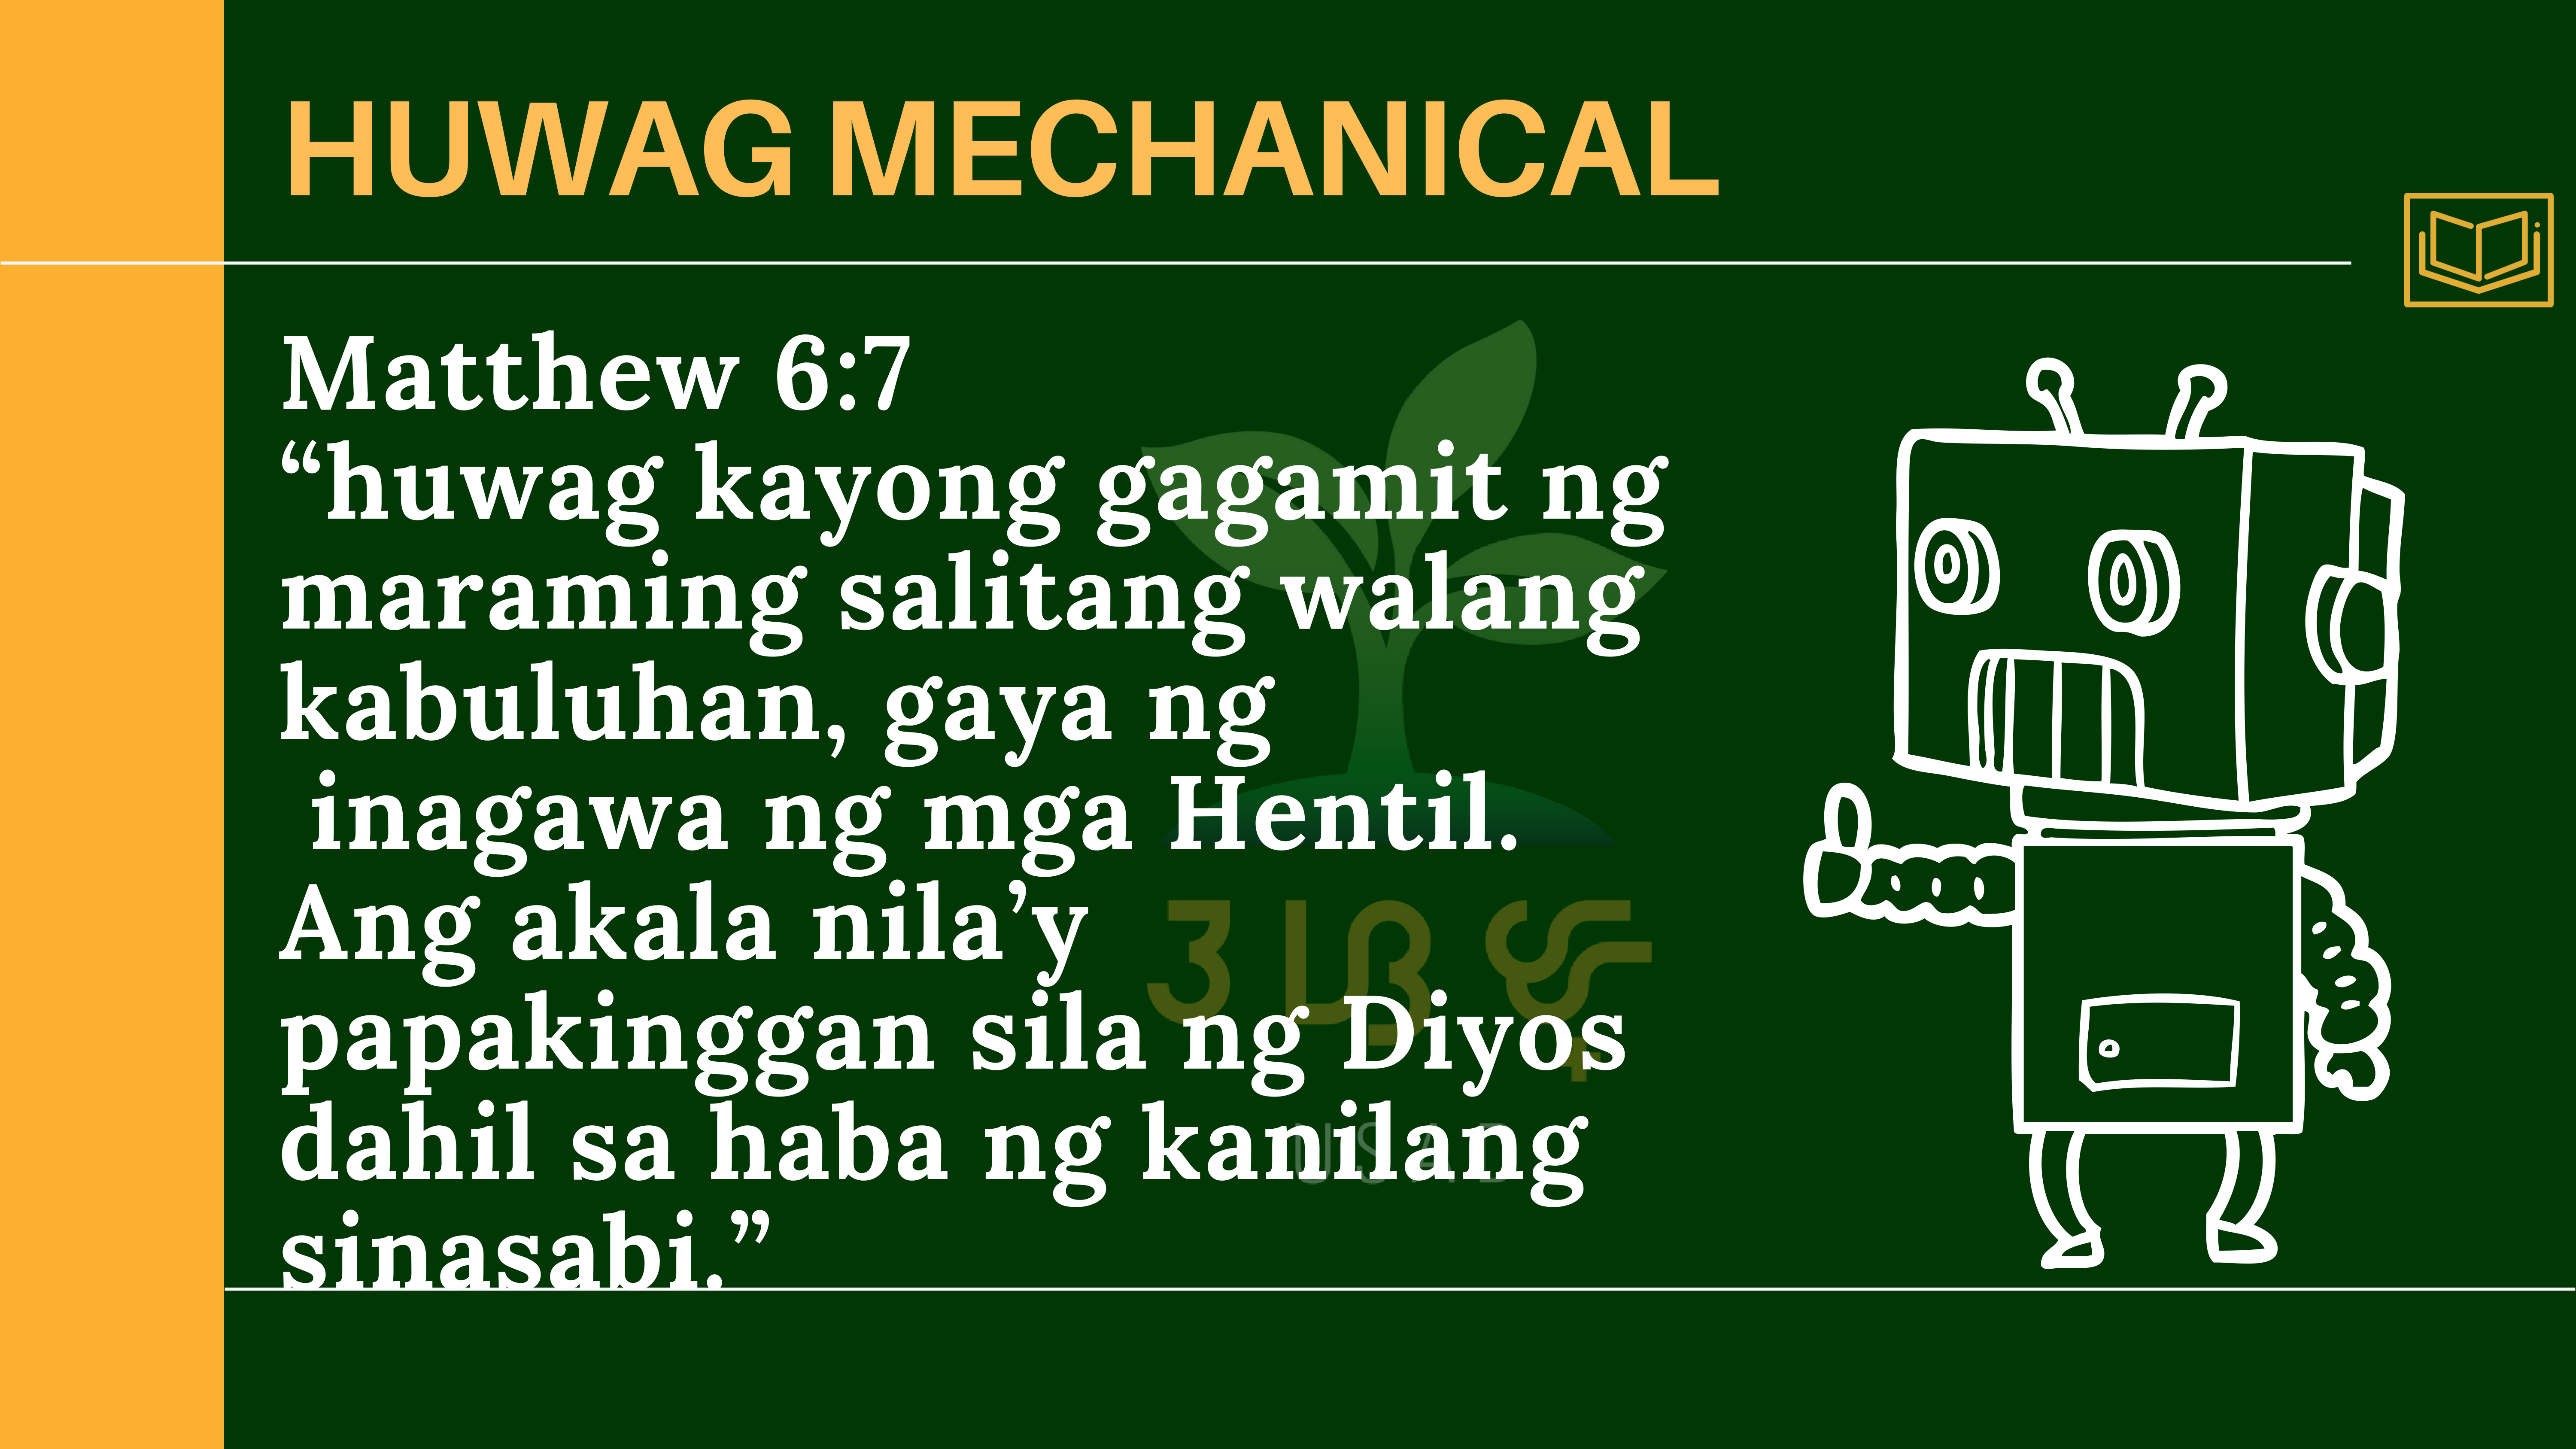 HUWAG MECHANICAL
Matthew 6:7
“huwag kayong gagamit ng
maraming salitang walang
kabuluhan, gaya ng
inagawa ng mga Hentil.
Ang akala nila’y
papakinggan sila ng Diyos
dahil sa haba ng kanilang
sinasabi.”
USAD